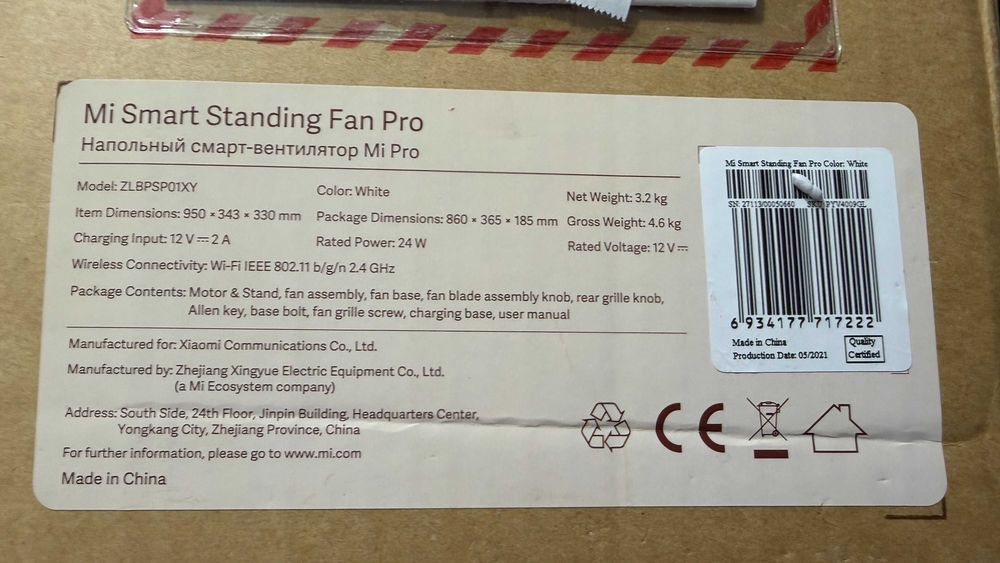 Mi Smart Standing Fan Pro
Напольный смарт-вентилятор Mi Pro
Model: ZLBPSP01XY
Color: White
Net Weight: 3.2 kg
Item Dimensions: 950 × 343 × 330 mm
Package Dimensions: 860 × 365 × 185 mm
Gross Weight: 4.6 kg
Charging Input: 12 V⎓2 A
Rated Power: 24 W
Rated Voltage: 12 V⎓
Wireless Connectivity: Wi-Fi IEEE 802.11 b/g/n 2.4 GHz
Package Contents: Motor & Stand, fan assembly, fan base, fan blade assembly knob, rear grille knob,
Allen key, base bolt, fan grille screw, charging base, user manual
Manufactured for: Xiaomi Communications Co., Ltd.
Manufactured by: Zhejiang Xingyue Electric Equipment Co., Ltd.
(a Mi Ecosystem company)
Address: South Side, 24th Floor, Jinpin Building, Headquarters Center,
Yongkang City, Zhejiang Province, China
For further information, please go to www.mi.com
Made in China
CE
Mi Smart Standing Fan Pro Color: White
SN: 27113/00050660 SKU: PYV4009GL
6 934177 717222
Made in China
Production Date: 05/2021
Quality
Certified